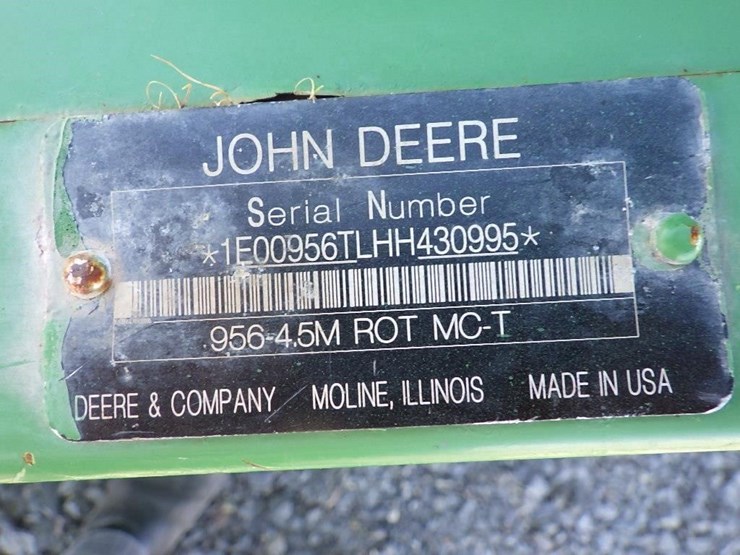 JOHN DEERE
Serial Number
*1E00956TLHH430995*
956-4.5M ROT MC-T
DEERE & COMPANY MOLINE, ILLINOIS MADE IN USA